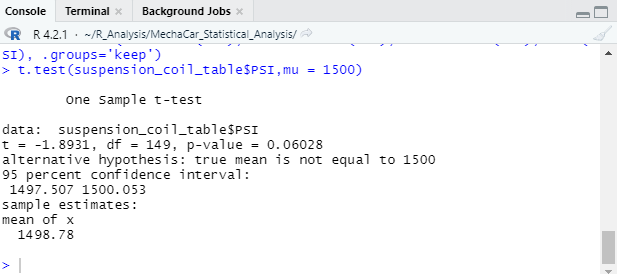 Console Terminal × Background Jobs ×
R 4.2.1 · ~/R_Analysis/MechaCar_Statistical_Analysis/
SI), .groups='keep')
> t.test(suspension_coil_table$PSI,mu = 1500)
One Sample t-test
data:  suspension_coil_table$PSI
t = -1.8931, df = 149, p-value = 0.06028
alternative hypothesis: true mean is not equal to 1500
95 percent confidence interval:
1497.507 1500.053
sample estimates:
mean of x
1498.78
>